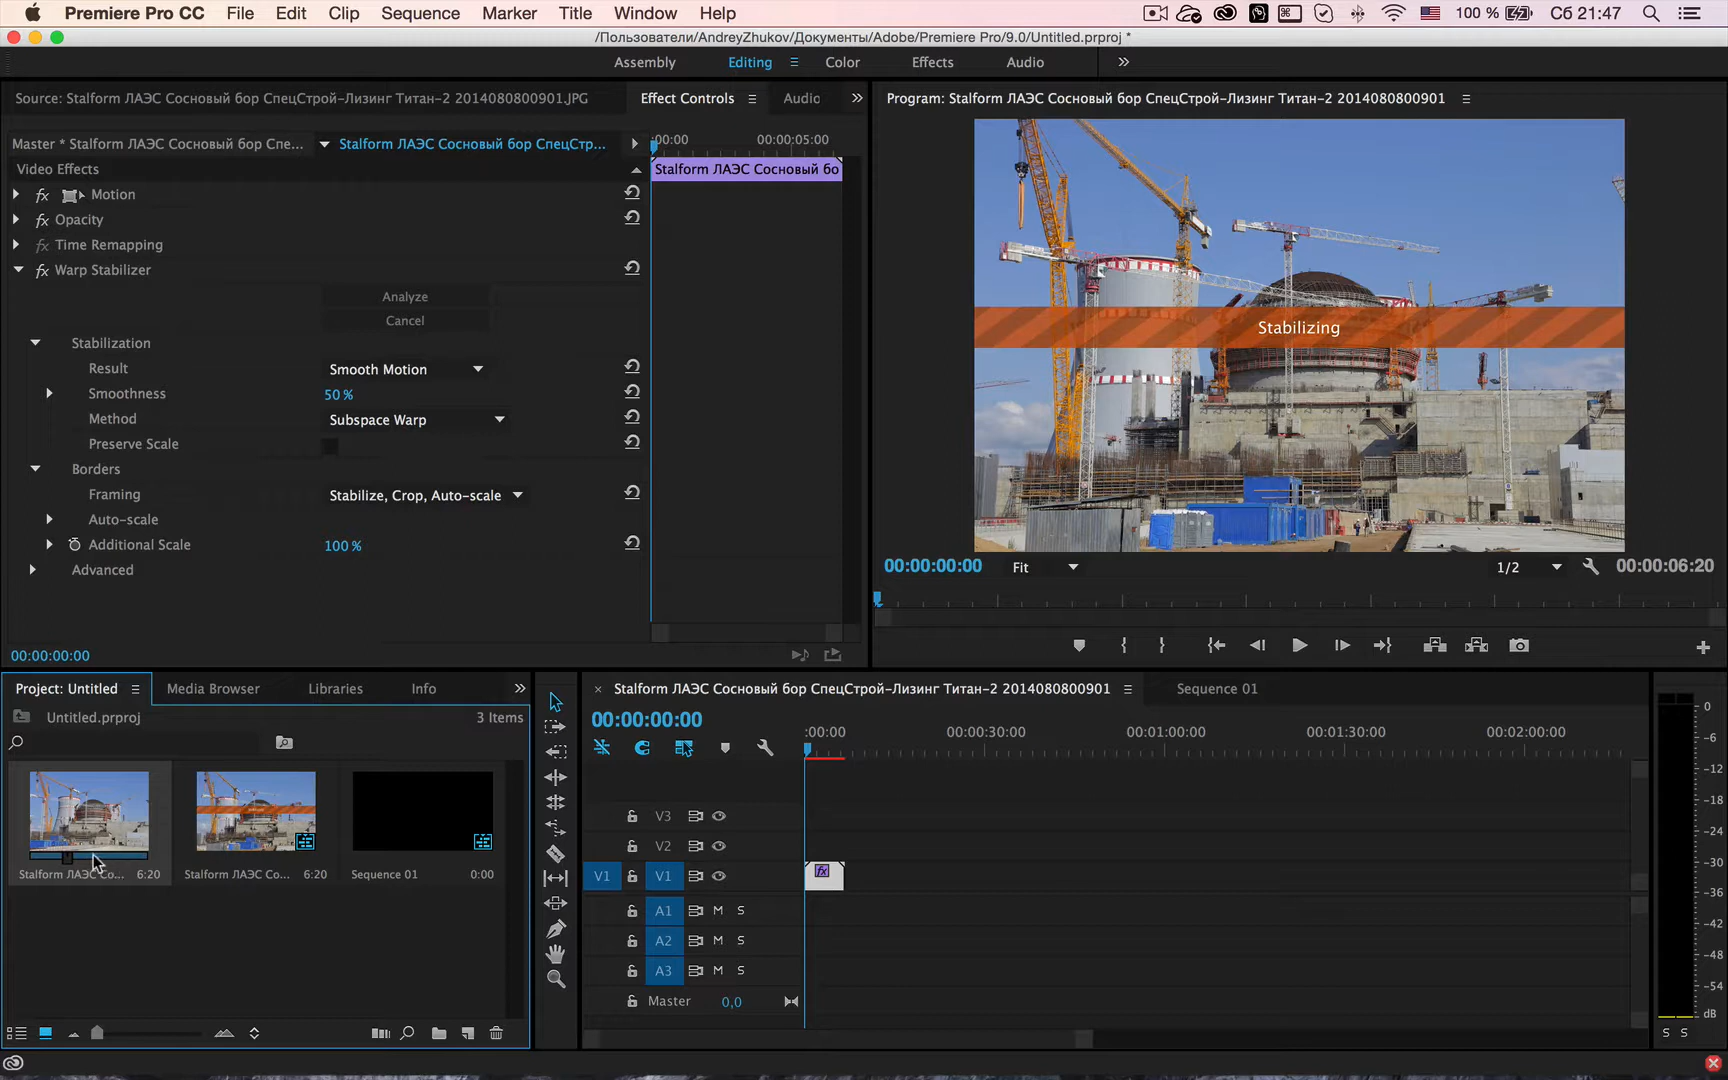 Premiere Pro CC File Edit Clip Sequence Marker Title Window Help 100 % Сб 21:47
/Пользователи/AndreyZhukov/Документы/Adobe/Premiere Pro/9.0/Untitled.prproj *
Assembly Editing Color Effects Audio
Source: Stalform ЛАЭС Сосновый бор СпецСтрой-Лизинг Титан-2 2014080800901.JPG Effect Controls Audio
Program: Stalform ЛАЭС Сосновый бор СпецСтрой-Лизинг Титан-2 2014080800901
Master * Stalform ЛАЭС Сосновый бор Спе... Stalform ЛАЭС Сосновый бор СпецСтр...
:00:00 00:00:05:00
Video Effects
Stalform ЛАЭС Сосновый бо
fx Motion
fx Opacity
fx Time Remapping
fx Warp Stabilizer
Analyze
Cancel
Stabilization
Result Smooth Motion
Smoothness 50 %
Method Subspace Warp
Preserve Scale
Borders
Framing Stabilize, Crop, Auto-scale
Auto-scale
Additional Scale 100 %
Advanced
00:00:00:00
Stabilizing
00:00:00:00 Fit 1/2 00:00:06:20
Project: Untitled Media Browser Libraries Info
Untitled.prproj 3 Items
Stalform ЛАЭС Со... 6:20
Stalform ЛАЭС Со... 6:20
Sequence 01 0:00
Stalform ЛАЭС Сосновый бор СпецСтрой-Лизинг Титан-2 2014080800901 Sequence 01
00:00:00:00
:00:00 00:00:30:00 00:01:00:00 00:01:30:00 00:02:00:00
V3
V2
V1 V1 fx
A1 M S
A2 M S
A3 M S
Master 0,0
0
-6
-12
-18
-24
-30
-36
-42
-48
-54
dB
S S